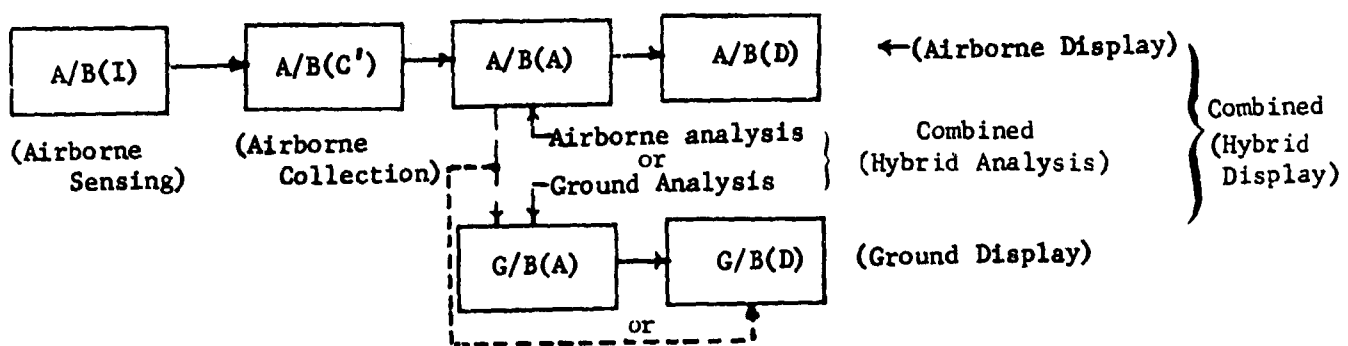 A/B(I)
A/B(C')
A/B(A)
A/B(D)
←(Airborne Display)
(Airborne
Sensing)
(Airborne
Collection)
Airborne analysis
or
Ground Analysis
Combined
(Hybrid Analysis)
Combined
(Hybrid
Display)
G/B(A)
G/B(D)
(Ground Display)
or